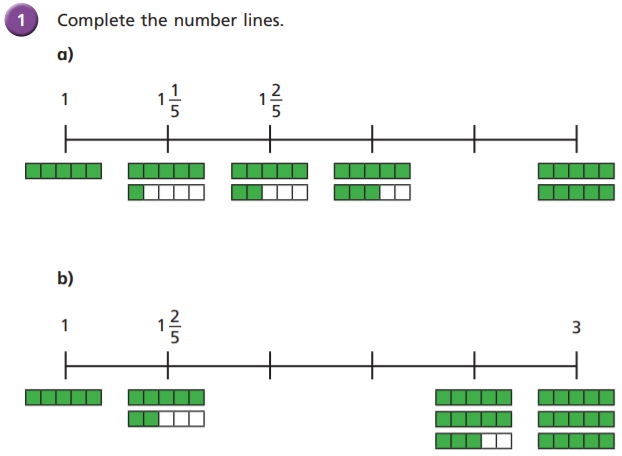 1 Complete the number lines.
a)
1 1 1/5 1 2/5
b)
1 1 2/5 3